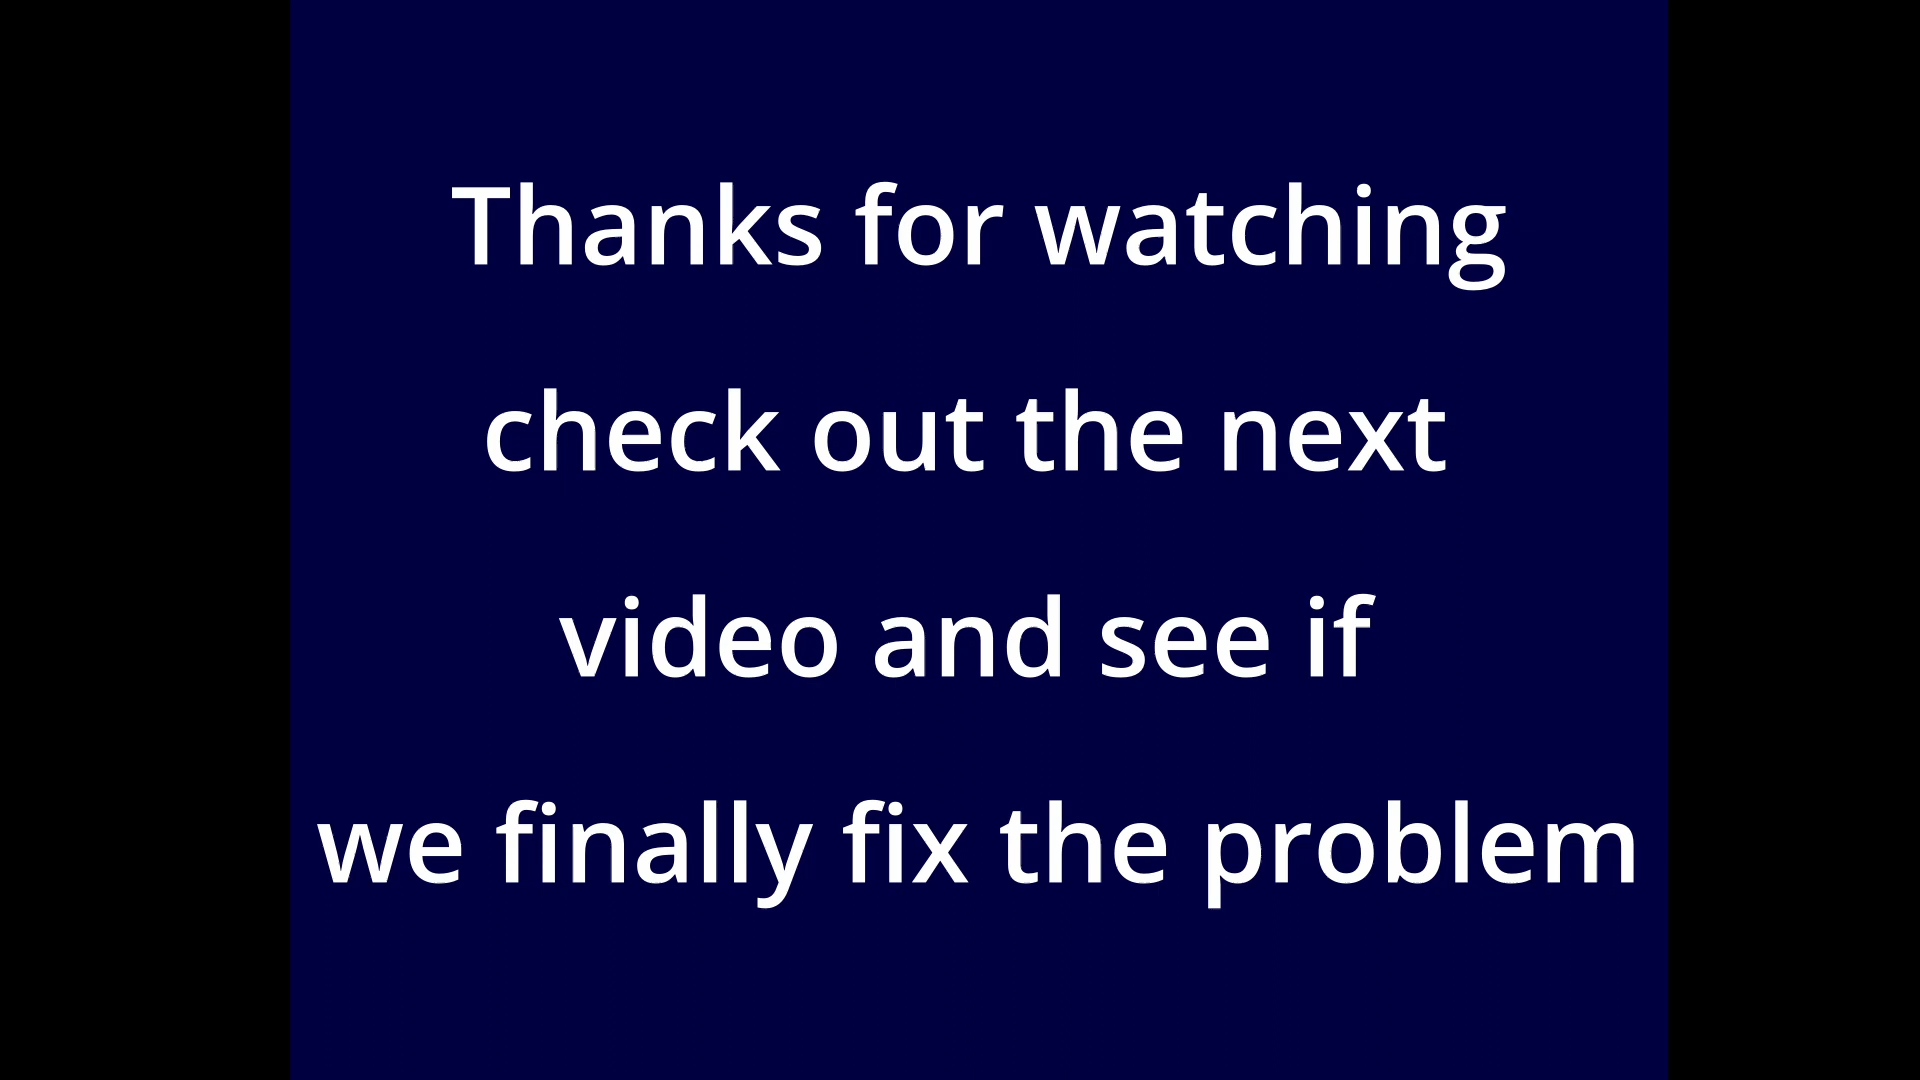 Thanks for watching
check out the next
video and see if
we finally fix the problem